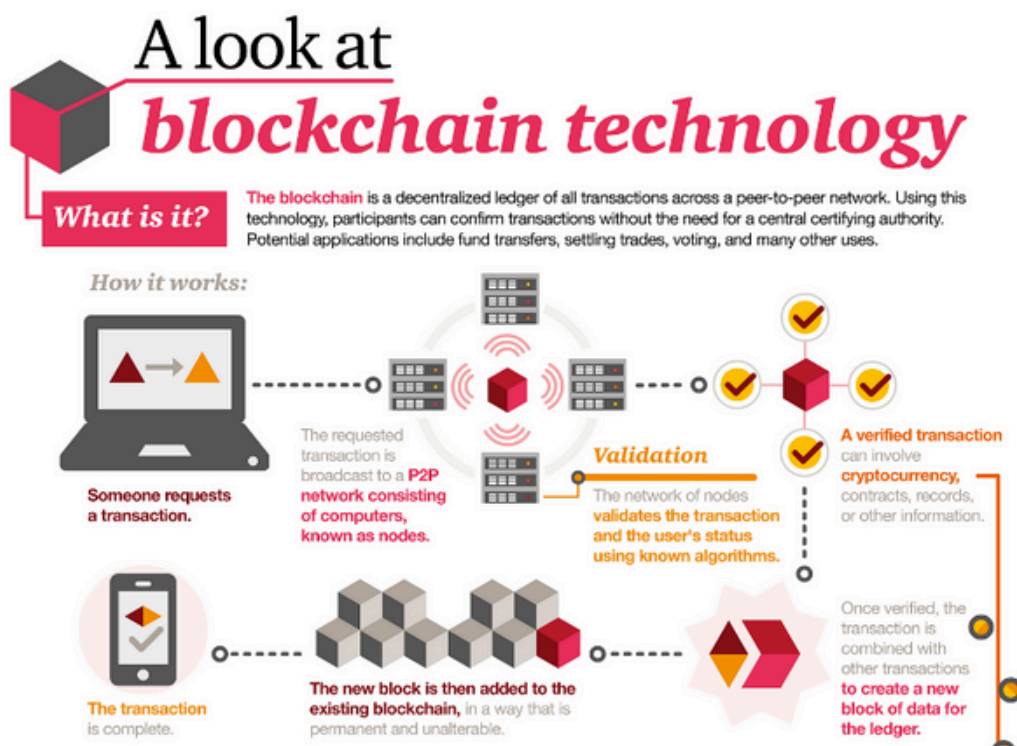 A look at
blockchain technology
What is it?
The blockchain is a decentralized ledger of all transactions across a peer-to-peer network. Using this
technology, participants can confirm transactions without the need for a central certifying authority.
Potential applications include fund transfers, settling trades, voting, and many other uses.
How it works:
Someone requests
a transaction.
The requested
transaction is
broadcast to a P2P
network consisting
of computers,
known as nodes.
Validation
The network of nodes
validates the transaction
and the user's status
using known algorithms.
A verified transaction
can involve
cryptocurrency,
contracts, records,
or other information.
Once verified, the
transaction is
combined with
other transactions
to create a new
block of data for
the ledger.
The new block is then added to the
existing blockchain, in a way that is
permanent and unalterable.
The transaction
is complete.